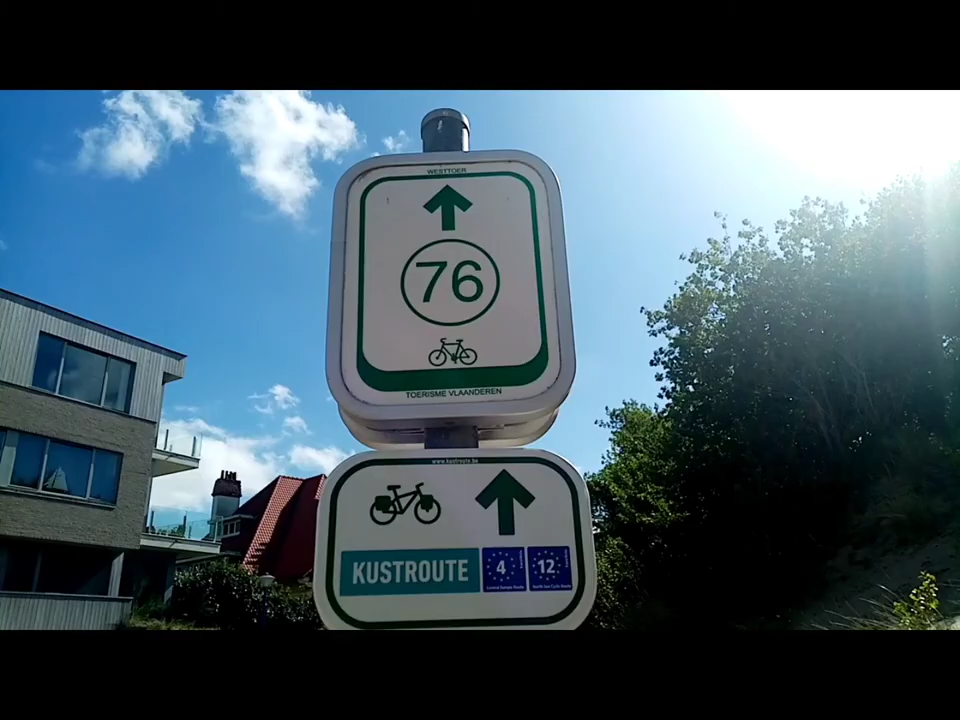 WESTTOER
76
TOERISME VLAANDEREN
www.kustroute.be
KUSTROUTE
4
12